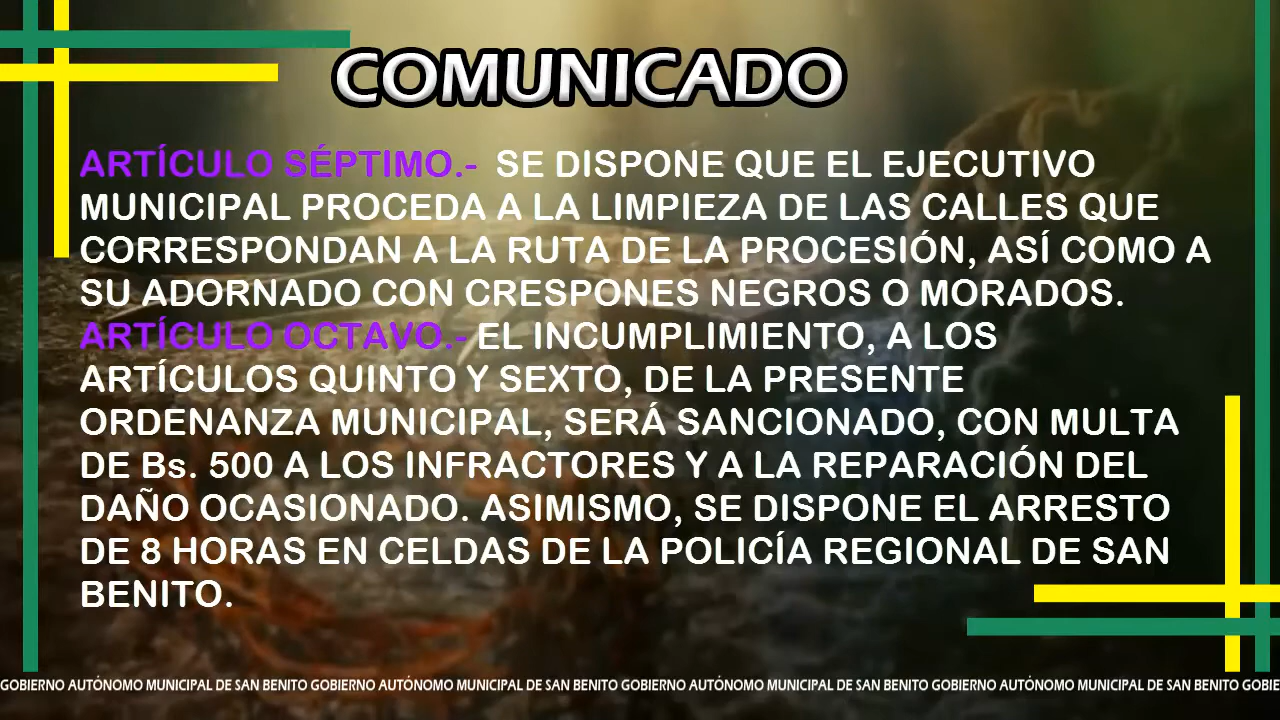 COMUNICADO
ARTÍCULO SÉPTIMO.- SE DISPONE QUE EL EJECUTIVO
MUNICIPAL PROCEDA A LA LIMPIEZA DE LAS CALLES QUE
CORRESPONDAN A LA RUTA DE LA PROCESIÓN, ASÍ COMO A
SU ADORNADO CON CRESPONES NEGROS O MORADOS.
ARTÍCULO OCTAVO.- EL INCUMPLIMIENTO, A LOS
ARTÍCULOS QUINTO Y SEXTO, DE LA PRESENTE
ORDENANZA MUNICIPAL, SERÁ SANCIONADO, CON MULTA
DE Bs. 500 A LOS INFRACTORES Y A LA REPARACIÓN DEL
DAÑO OCASIONADO. ASIMISMO, SE DISPONE EL ARRESTO
DE 8 HORAS EN CELDAS DE LA POLICÍA REGIONAL DE SAN
BENITO.
GOBIERNO AUTÓNOMO MUNICIPAL DE SAN BENITO GOBIERNO AUTÓNOMO MUNICIPAL DE SAN BENITO GOBIERNO AUTÓNOMO MUNICIPAL DE SAN BENITO GOBIERNO AUTÓNOMO MUNICIPAL DE SAN BENITO GOBIE